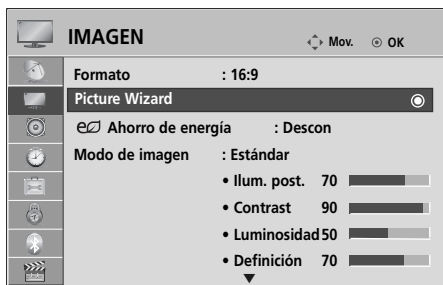 IMAGEN Mov. OK
Formato : 16:9
Picture Wizard
Ahorro de energía : Descon
Modo de imagen : Estándar
• Ilum. post. 70
• Contrast 90
• Luminosidad 50
• Definición 70